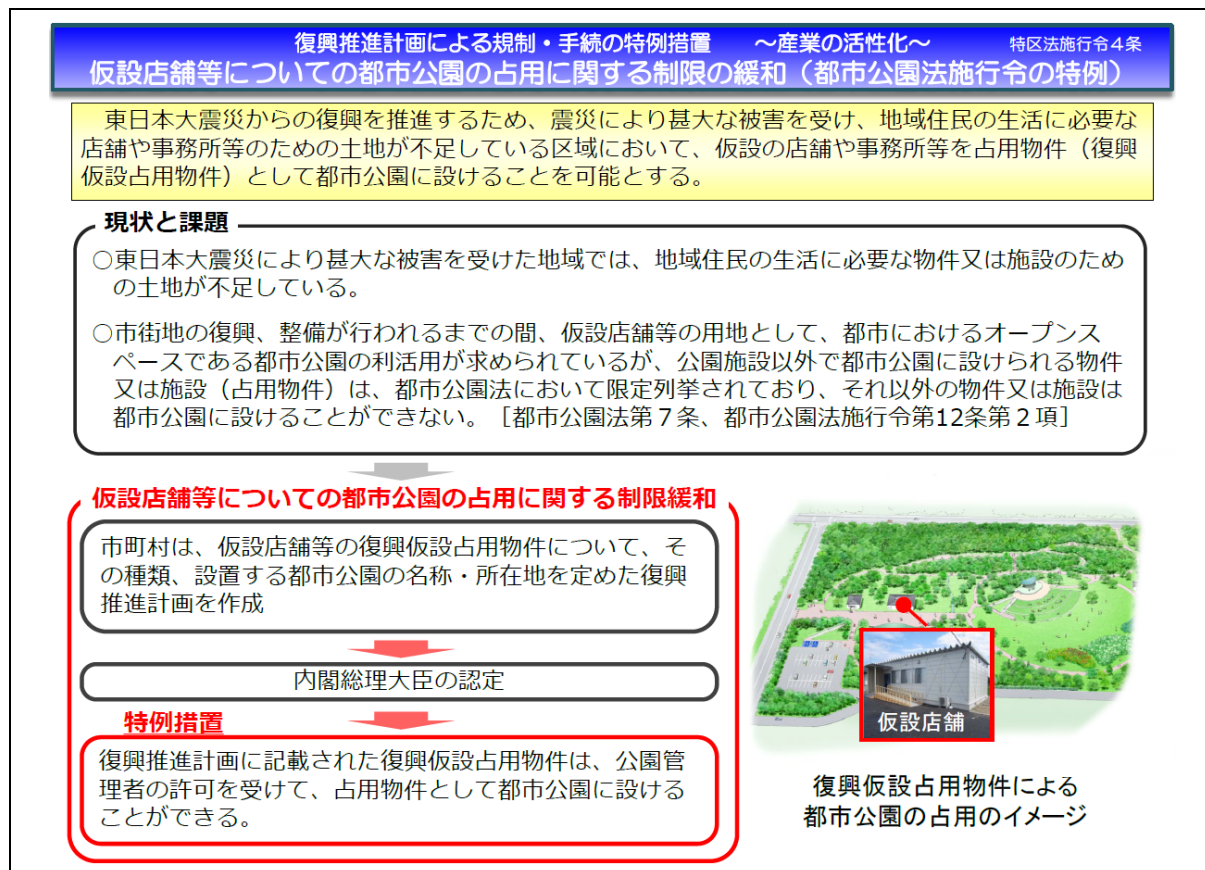 復興推進計画による規制・手続の特例措置　～産業の活性化～　特区法施行令４条
仮設店舗等についての都市公園の占用に関する制限の緩和（都市公園法施行令の特例）
東日本大震災からの復興を推進するため、震災により甚大な被害を受け、地域住民の生活に必要な
店舗や事務所等のための土地が不足している区域において、仮設の店舗や事務所等を占用物件（復興
仮設占用物件）として都市公園に設けることを可能とする。
現状と課題
○東日本大震災により甚大な被害を受けた地域では、地域住民の生活に必要な物件又は施設のため
の土地が不足している。
○市街地の復興、整備が行われるまでの間、仮設店舗等の用地として、都市におけるオープンス
ペースである都市公園の利活用が求められているが、公園施設以外で都市公園に設けられる物件
又は施設（占用物件）は、都市公園法において限定列挙されており、それ以外の物件又は施設は
都市公園に設けることができない。［都市公園法第７条、都市公園法施行令第12条第２項］
仮設店舗等についての都市公園の占用に関する制限緩和
市町村は、仮設店舗等の復興仮設占用物件について、そ
の種類、設置する都市公園の名称・所在地を定めた復興
推進計画を作成
内閣総理大臣の認定
特例措置
復興推進計画に記載された復興仮設占用物件は、公園管
理者の許可を受けて、占用物件として都市公園に設ける
ことができる。
仮設店舗
復興仮設占用物件による
都市公園の占用のイメージ